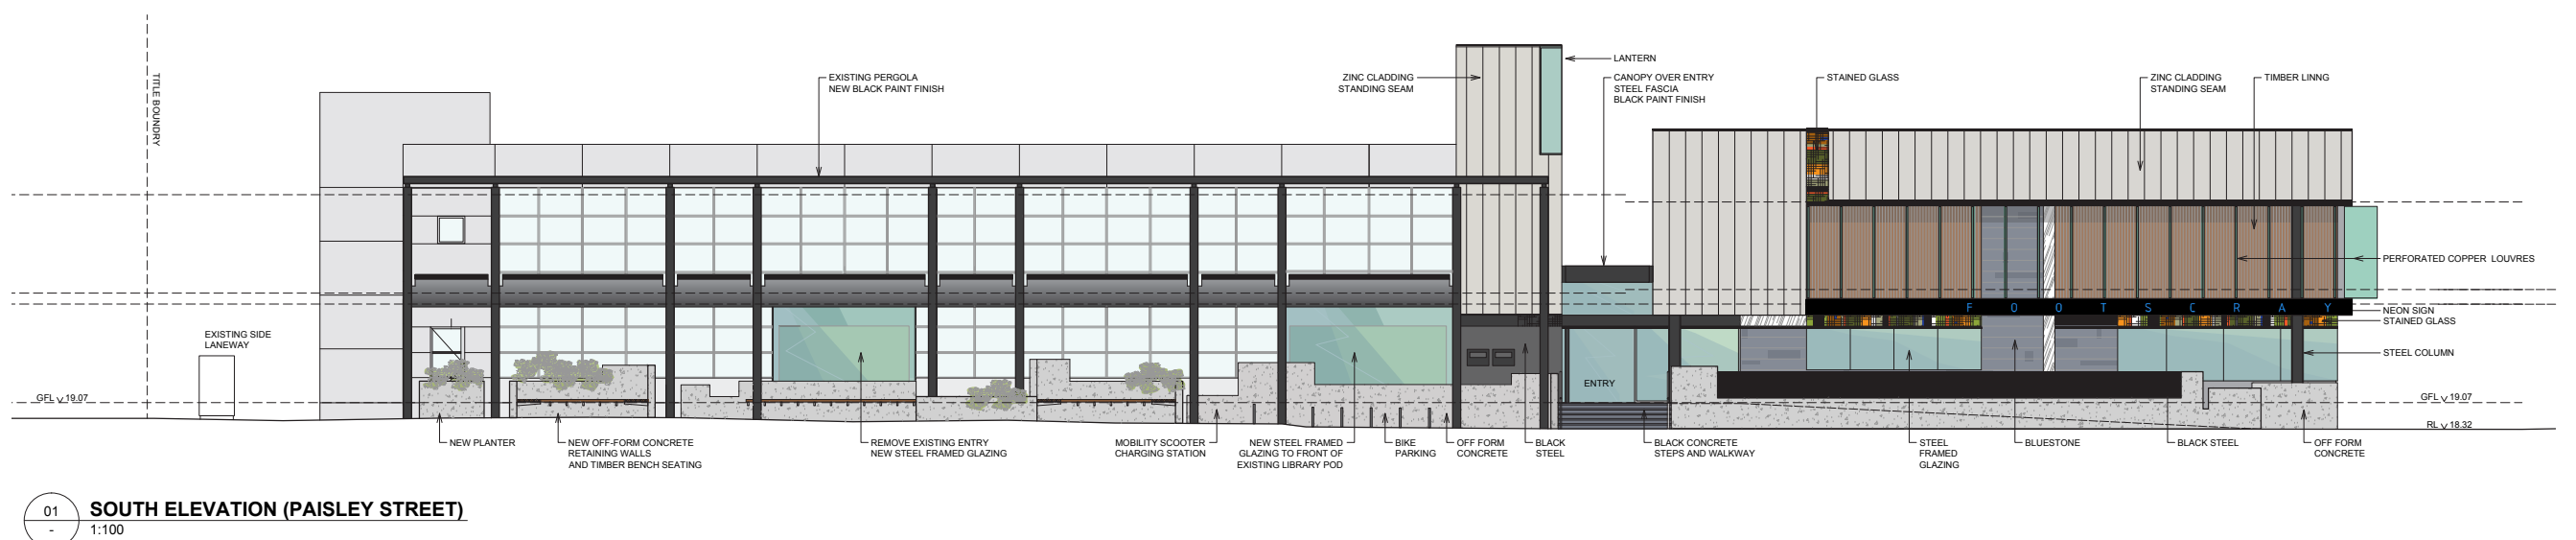 TITLE BOUNDRY
EXISTING PERGOLA
NEW BLACK PAINT FINISH
ZINC CLADDING
STANDING SEAM
LANTERN
CANOPY OVER ENTRY
STEEL FASCIA
BLACK PAINT FINISH
STAINED GLASS
ZINC CLADDING
STANDING SEAM
TIMBER LINNG
PERFORATED COPPER LOUVRES
FOOTSCRAY
NEON SIGN
STAINED GLASS
STEEL COLUMN
EXISTING SIDE
LANEWAY
ENTRY
GFL 19.07
GFL 19.07
RL 18.32
NEW PLANTER
NEW OFF-FORM CONCRETE
RETAINING WALLS
AND TIMBER BENCH SEATING
REMOVE EXISTING ENTRY
NEW STEEL FRAMED GLAZING
MOBILITY SCOOTER
CHARGING STATION
NEW STEEL FRAMED
GLAZING TO FRONT OF
EXISTING LIBRARY POD
BIKE
PARKING
OFF FORM
CONCRETE
BLACK
STEEL
BLACK CONCRETE
STEPS AND WALKWAY
STEEL
FRAMED
GLAZING
BLUESTONE
BLACK STEEL
OFF FORM
CONCRETE
01
-
SOUTH ELEVATION (PAISLEY STREET)
1:100